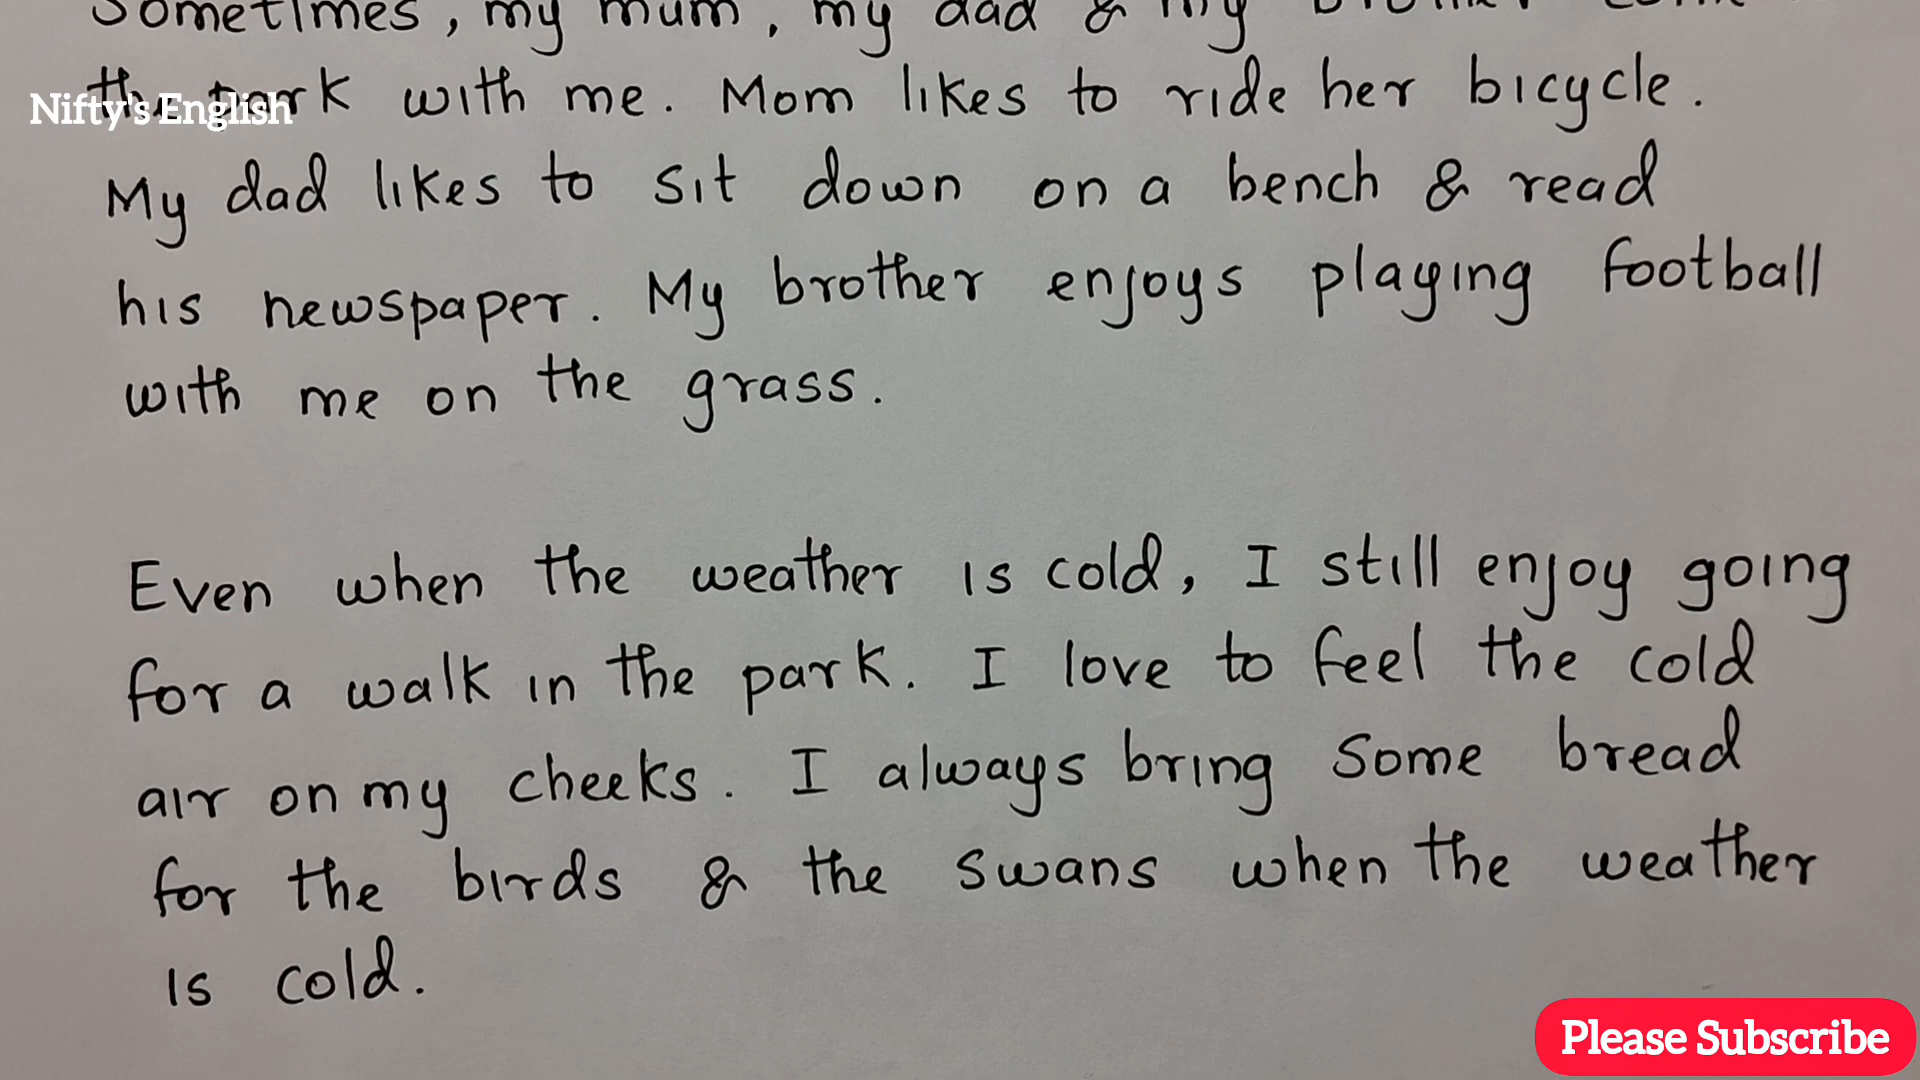 Sometimes, my mum, my dad & my brother come
the park with me. Mom likes to ride her bicycle.
Nifty's English
My dad likes to sit down on a bench & read
his newspaper. My brother enjoys playing football
with me on the grass.
Even when the weather is cold, I still enjoy going
for a walk in the park. I love to feel the cold
air on my cheeks. I always bring some bread
for the birds & the swans when the weather
is cold.
Please Subscribe